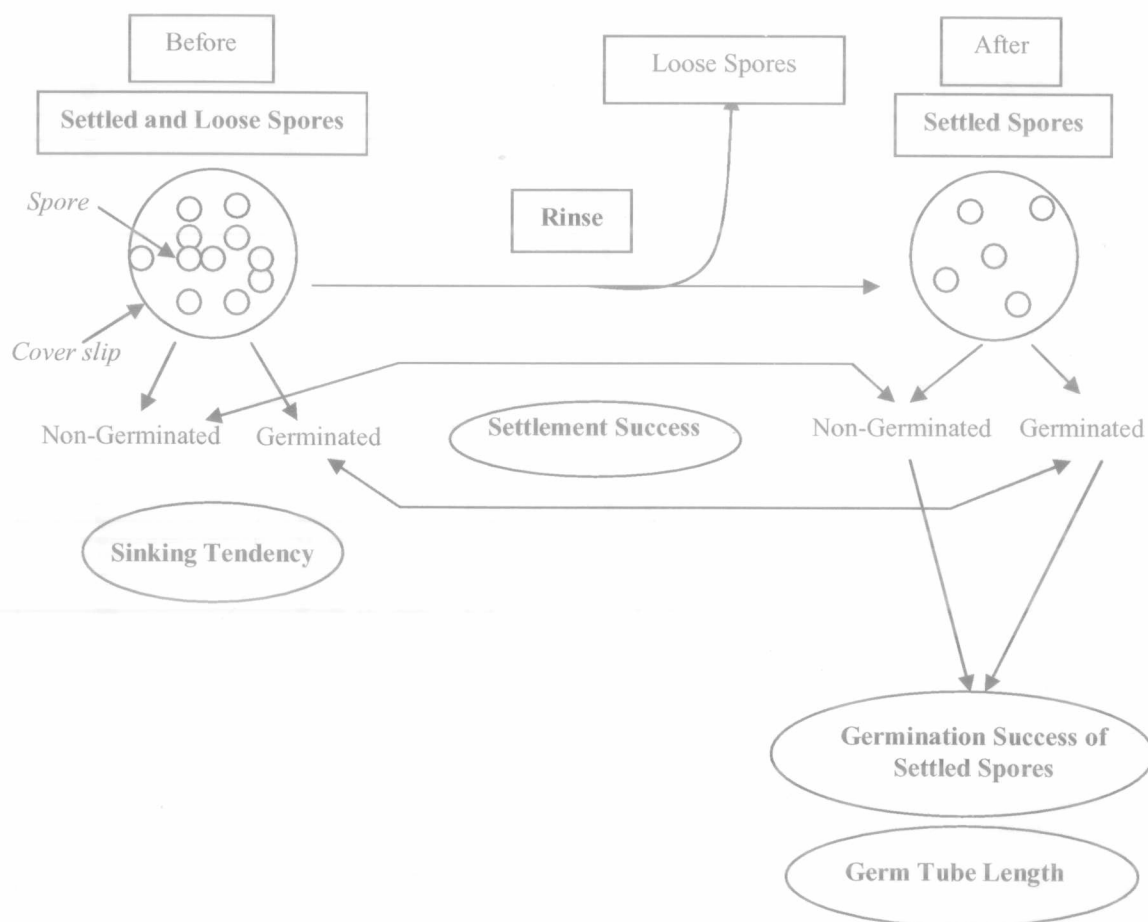 Before
After
Loose Spores
Settled and Loose Spores
Settled Spores
Spore
Rinse
Cover slip
Non-Germinated
Germinated
Settlement Success
Non-Germinated
Germinated
Sinking Tendency
Germination Success of
Settled Spores
Germ Tube Length